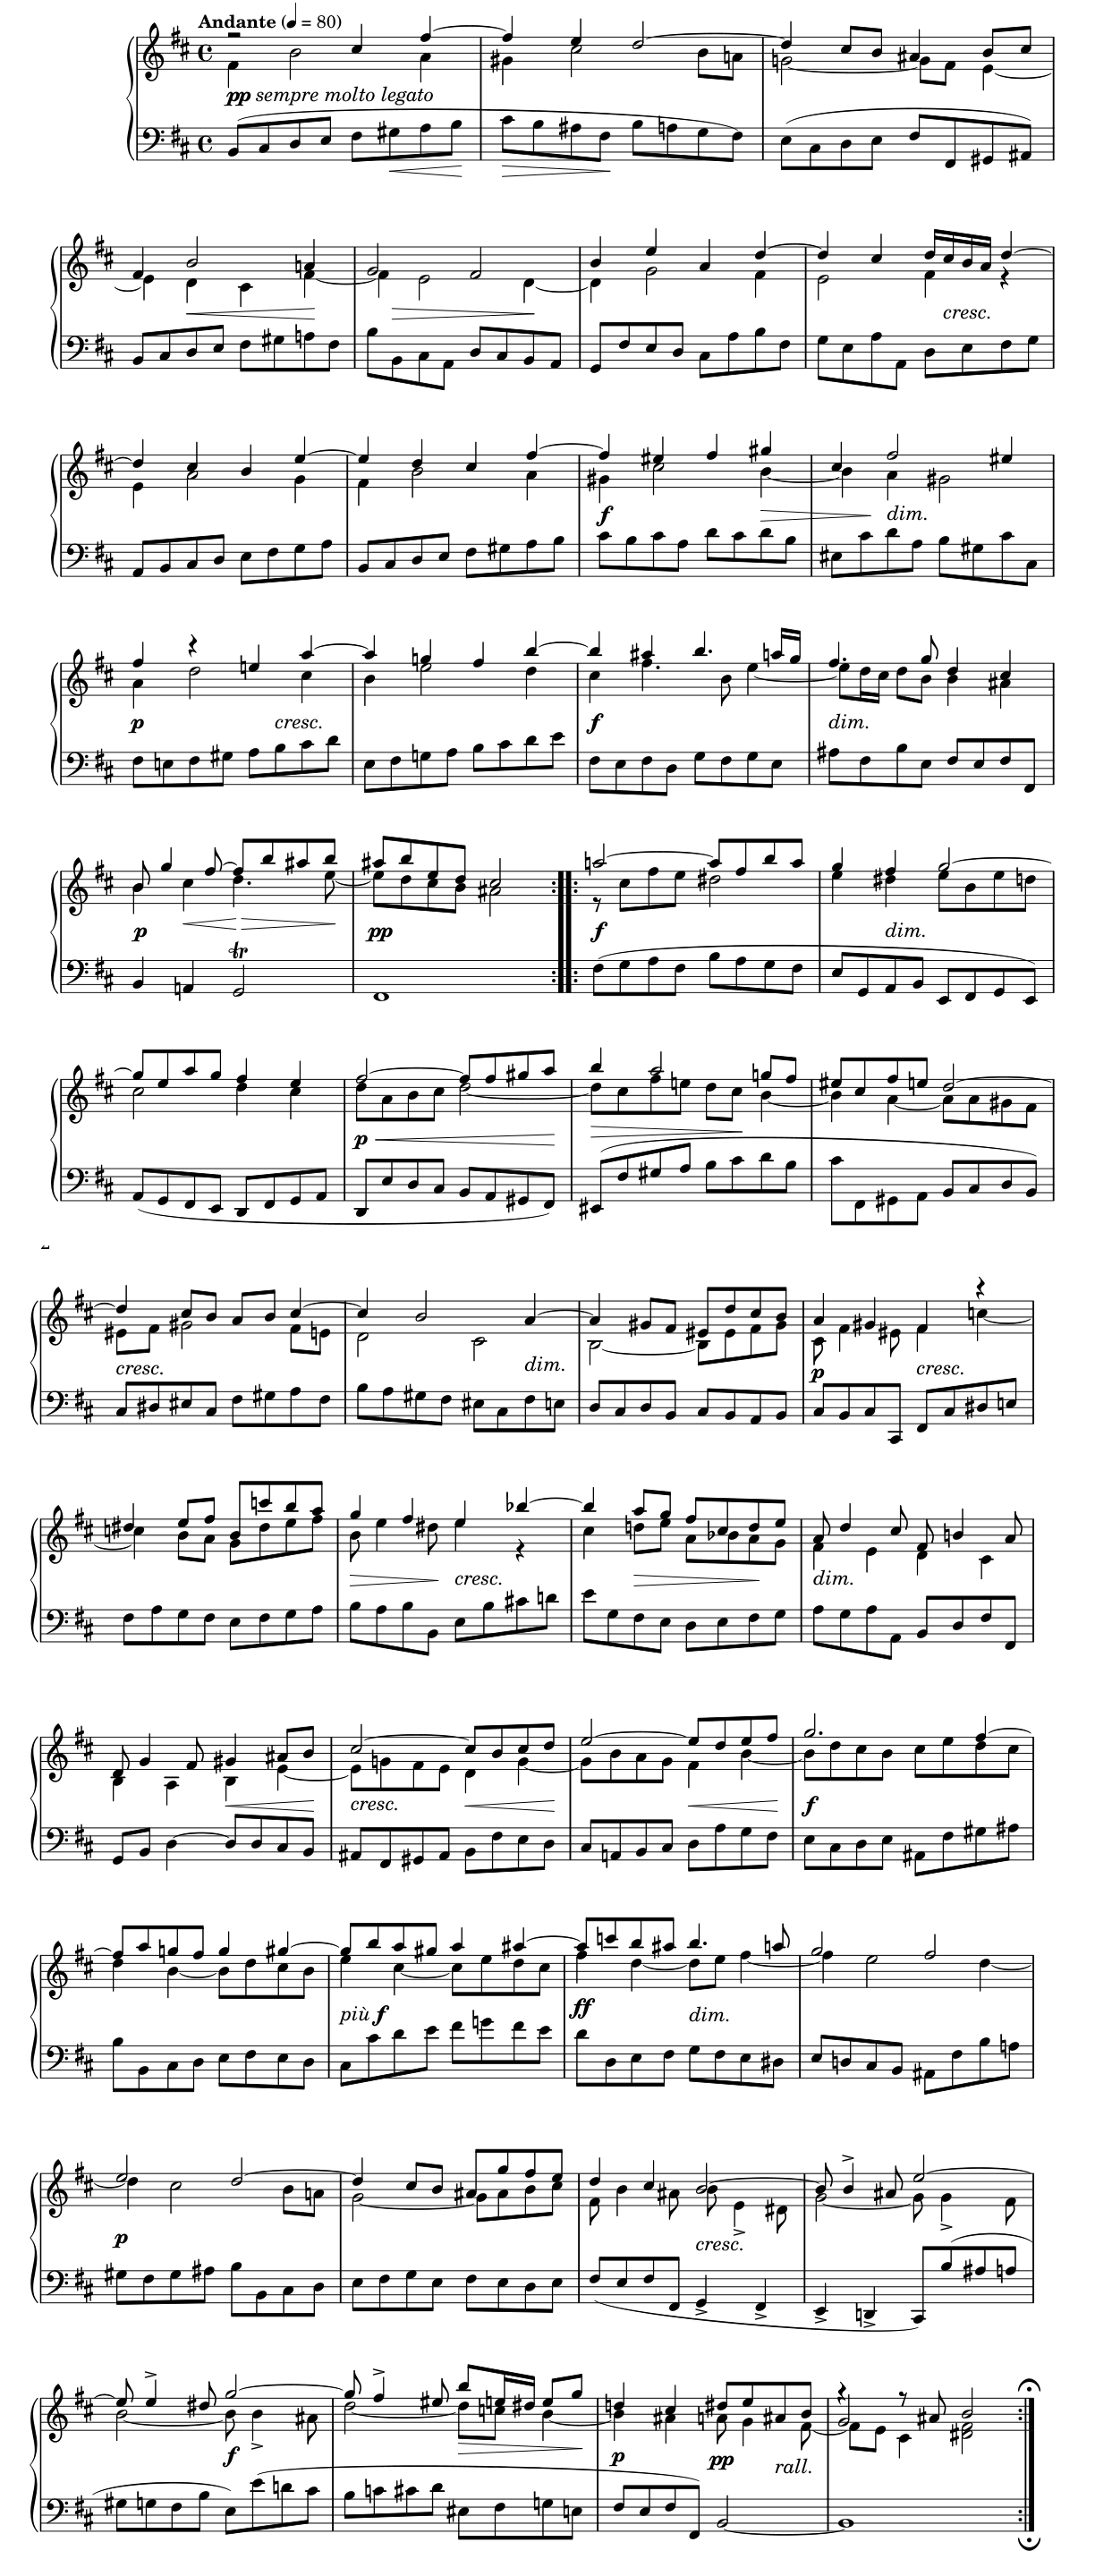 Andante (♩ = 80)
pp sempre molto legato
cresc.
f dim.
p cresc. f dim.
p pp f dim.
p
2
cresc. dim. p cresc.
cresc. dim.
cresc. f
più f ff dim.
p cresc.
f p pp rall.